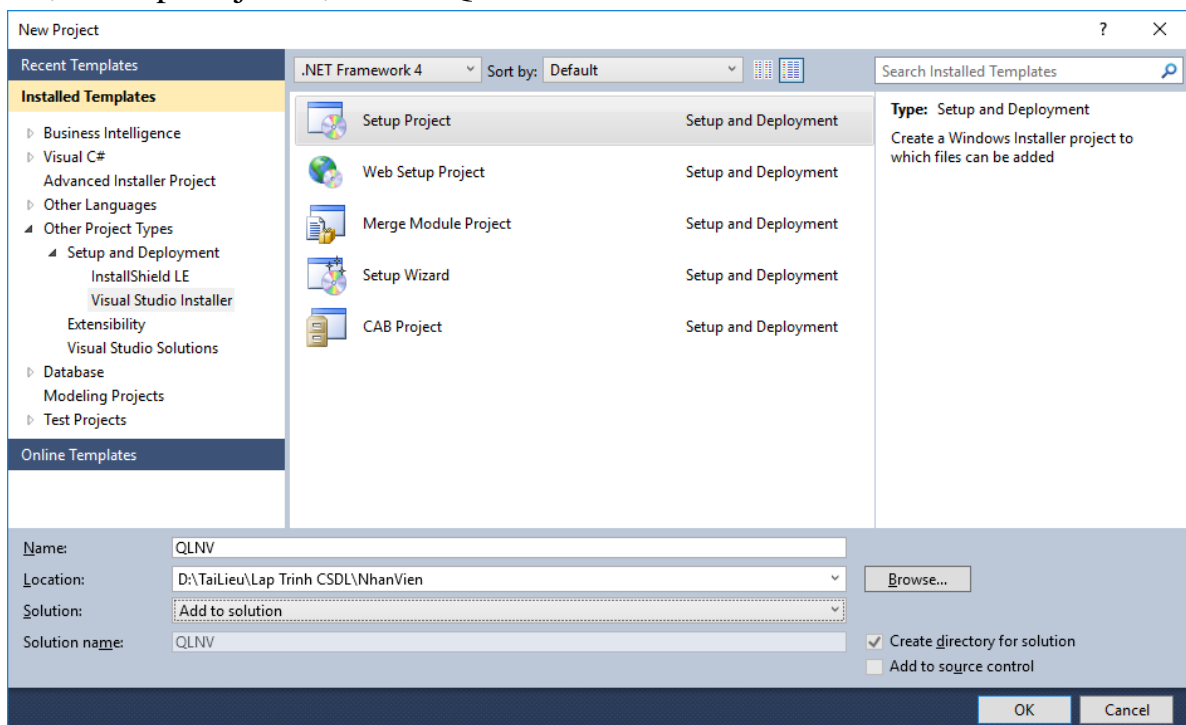 New Project
?
Recent Templates
.NET Framework 4
Sort by:
Default
Search Installed Templates
Installed Templates
Business Intelligence
Visual C#
Advanced Installer Project
Other Languages
Other Project Types
Setup and Deployment
InstallShield LE
Visual Studio Installer
Extensibility
Visual Studio Solutions
Database
Modeling Projects
Test Projects
Online Templates
Setup Project Setup and Deployment
Web Setup Project Setup and Deployment
Merge Module Project Setup and Deployment
Setup Wizard Setup and Deployment
CAB Project Setup and Deployment
Type: Setup and Deployment
Create a Windows Installer project to
which files can be added
Name: QLNV
Location: D:\TaiLieu\Lap Trinh CSDL\NhanVien Browse...
Solution: Add to solution
Solution name: QLNV
Create directory for solution
Add to source control
OK Cancel